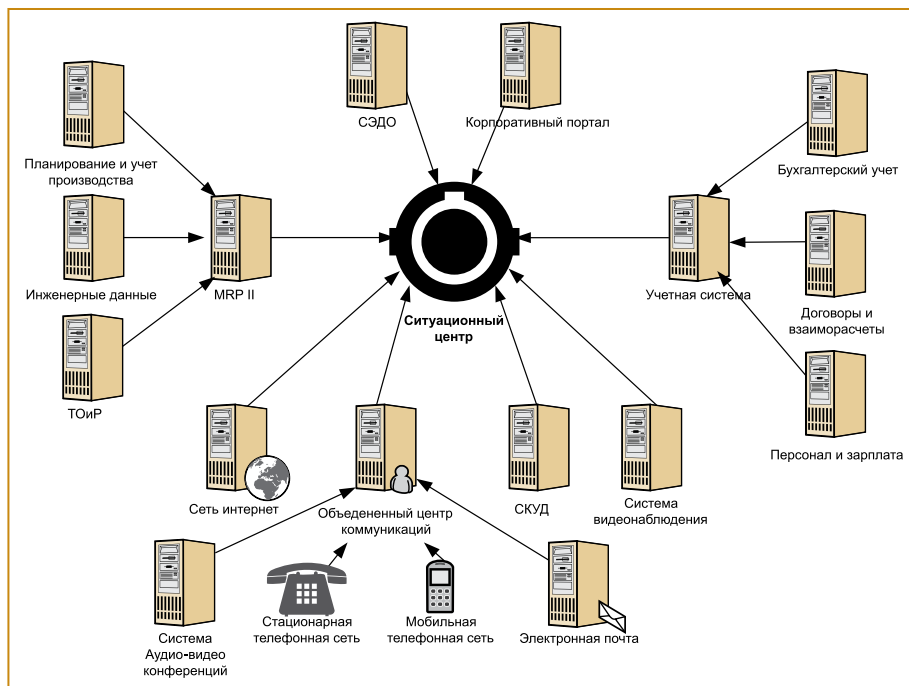 СЭДО
Корпоративный портал
Планирование и учет
производства
Бухгалтерский учет
Инженерные данные
MRP II
Учетная система
Договоры и
взаиморасчеты
Ситуационный
центр
ТОиР
Персонал и зарплата
Сеть интернет
Объедененный центр
коммуникаций
СКУД
Система
видеонаблюдения
Стационарная
телефонная сеть
Мобильная
телефонная сеть
Электронная почта
Система
Аудио-видео
конференций